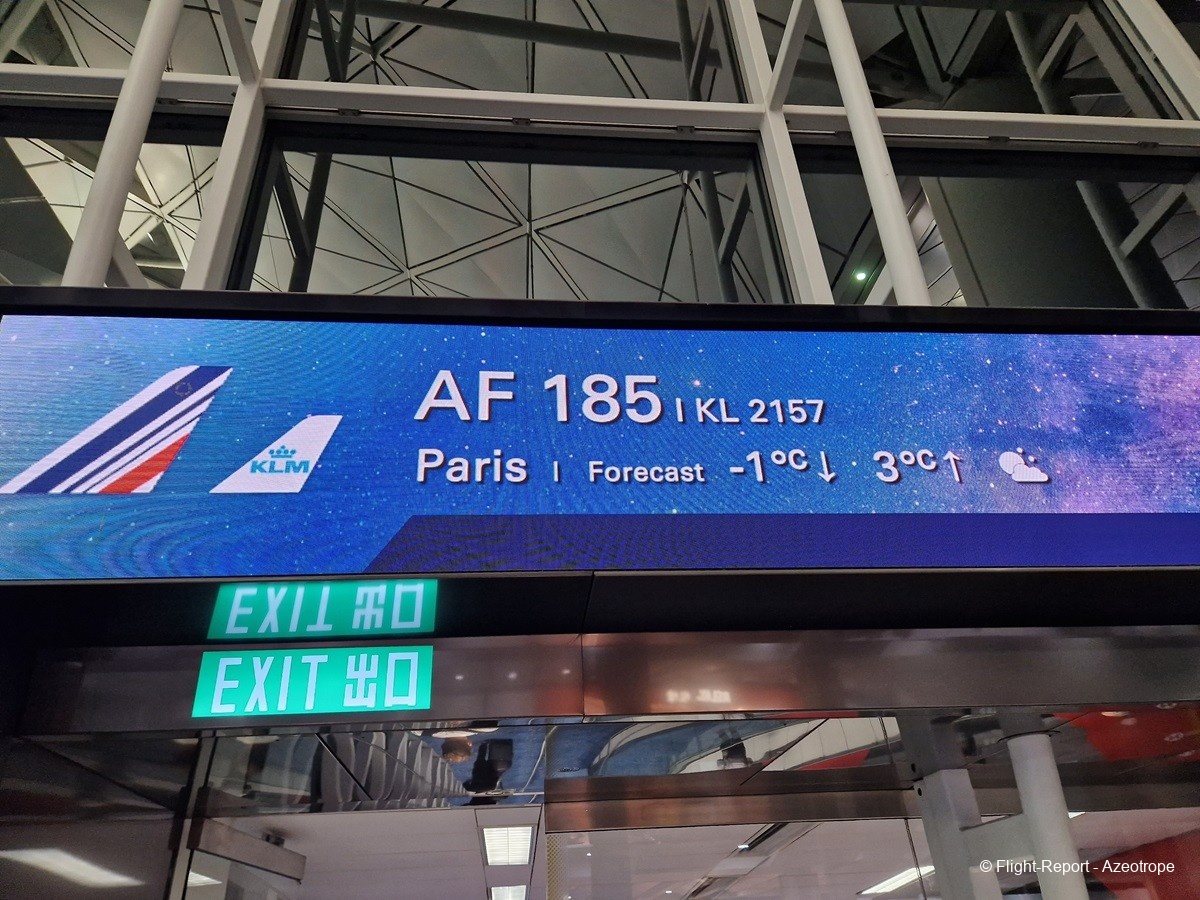 AF 185 | KL 2157
KLM
Paris | Forecast -1°C↓ 3°C↑
EXIT 出口
EXIT 出口
© Flight-Report - Azeotrope